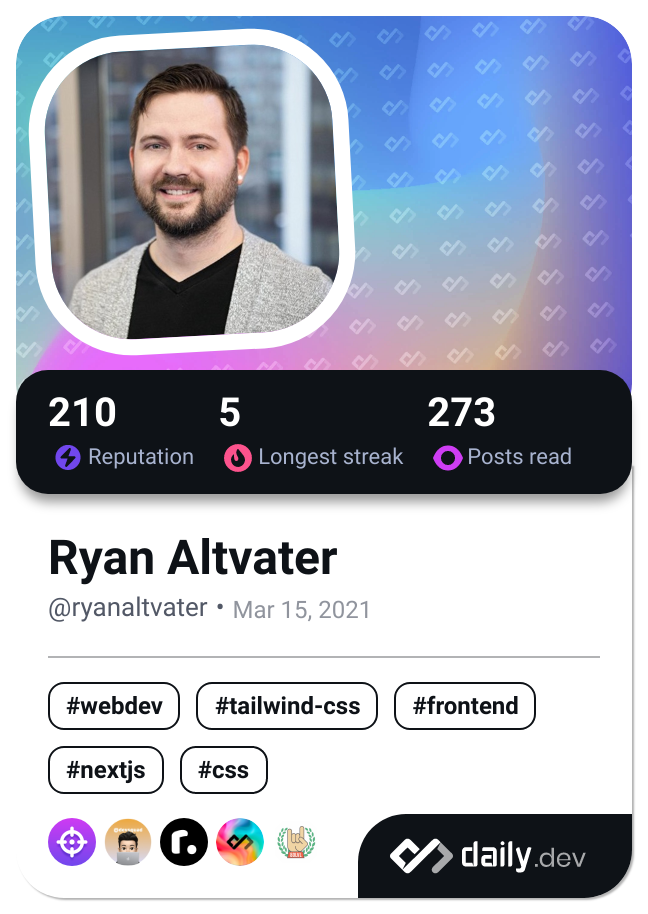 210 5 273
Reputation Longest streak Posts read
Ryan Altvater
@ryanaltvater • Mar 15, 2021
#webdev #tailwind-css #frontend
#nextjs #css
r.
daily.dev